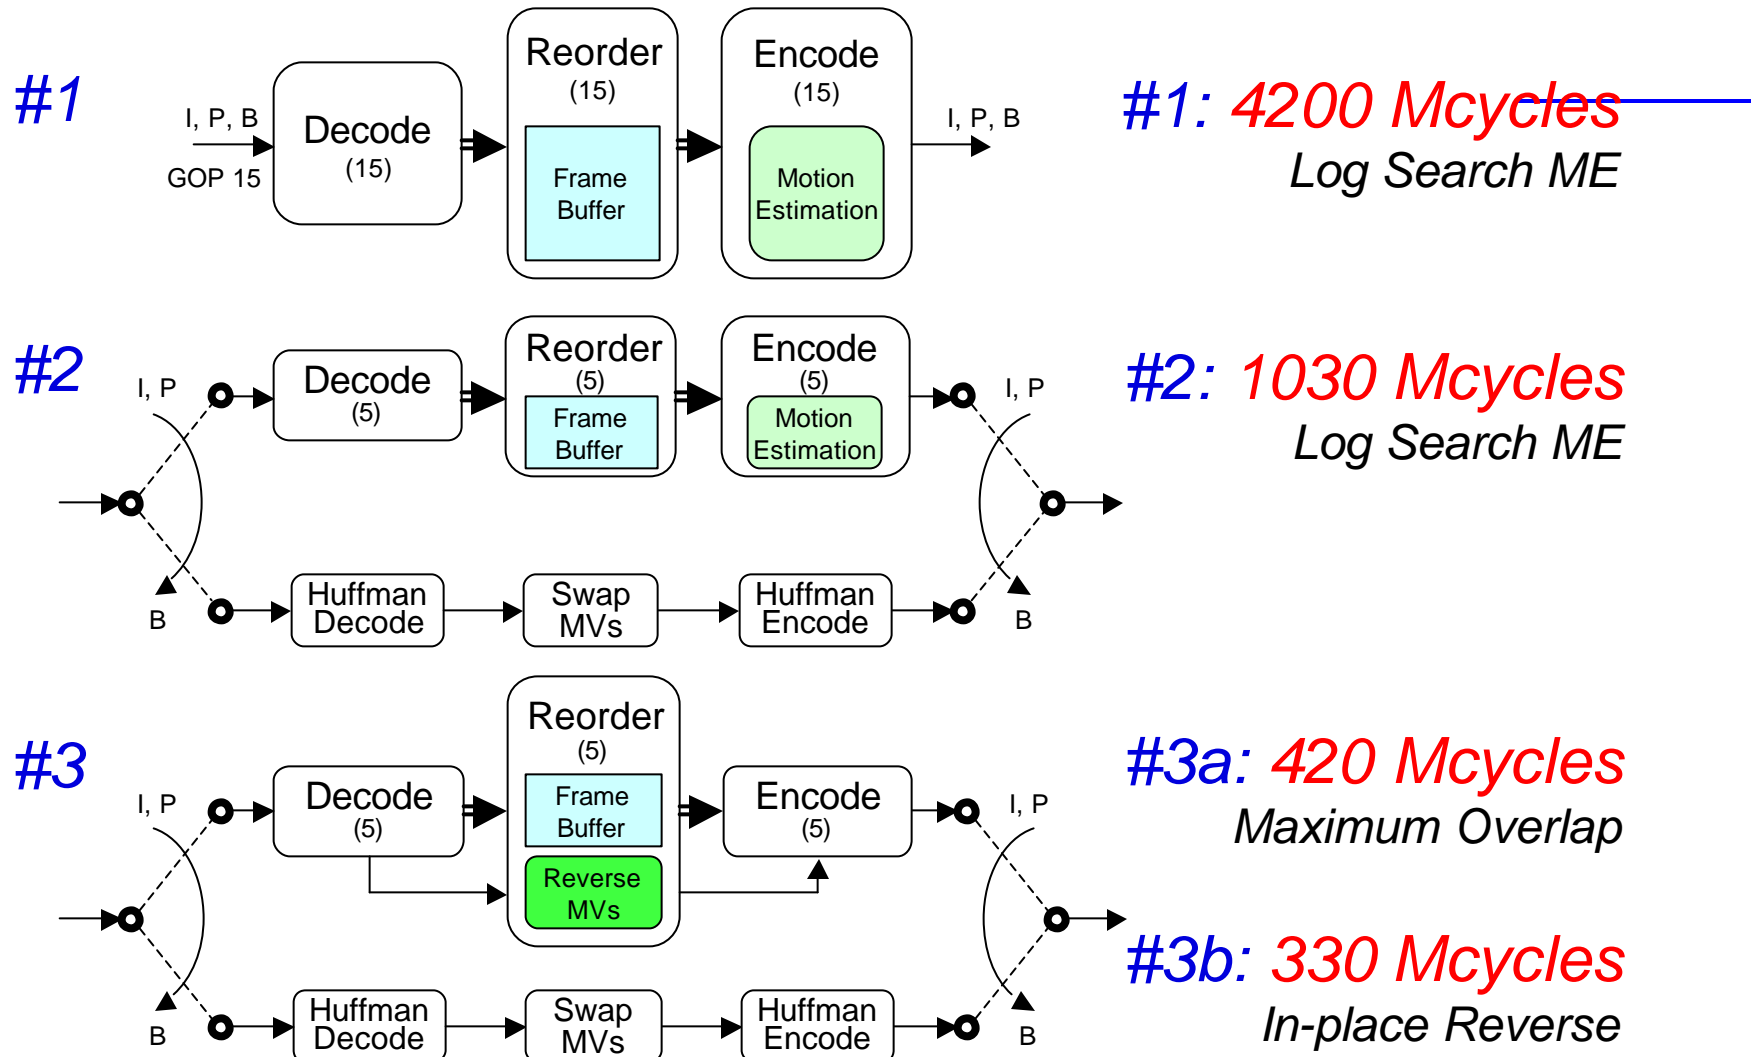 #1
I, P, B
GOP 15
Decode
(15)
Reorder
(15)
Frame
Buffer
Encode
(15)
Motion
Estimation
I, P, B
#1: 4200 Mcycles
Log Search ME
#2
I, P
Decode
(5)
Reorder
(5)
Frame
Buffer
Encode
(5)
Motion
Estimation
I, P
B
Huffman
Decode
Swap
MVs
Huffman
Encode
B
#2: 1030 Mcycles
Log Search ME
#3
I, P
Decode
(5)
Reorder
(5)
Frame
Buffer
Reverse
MVs
Encode
(5)
I, P
B
Huffman
Decode
Swap
MVs
Huffman
Encode
B
#3a: 420 Mcycles
Maximum Overlap
#3b: 330 Mcycles
In-place Reverse